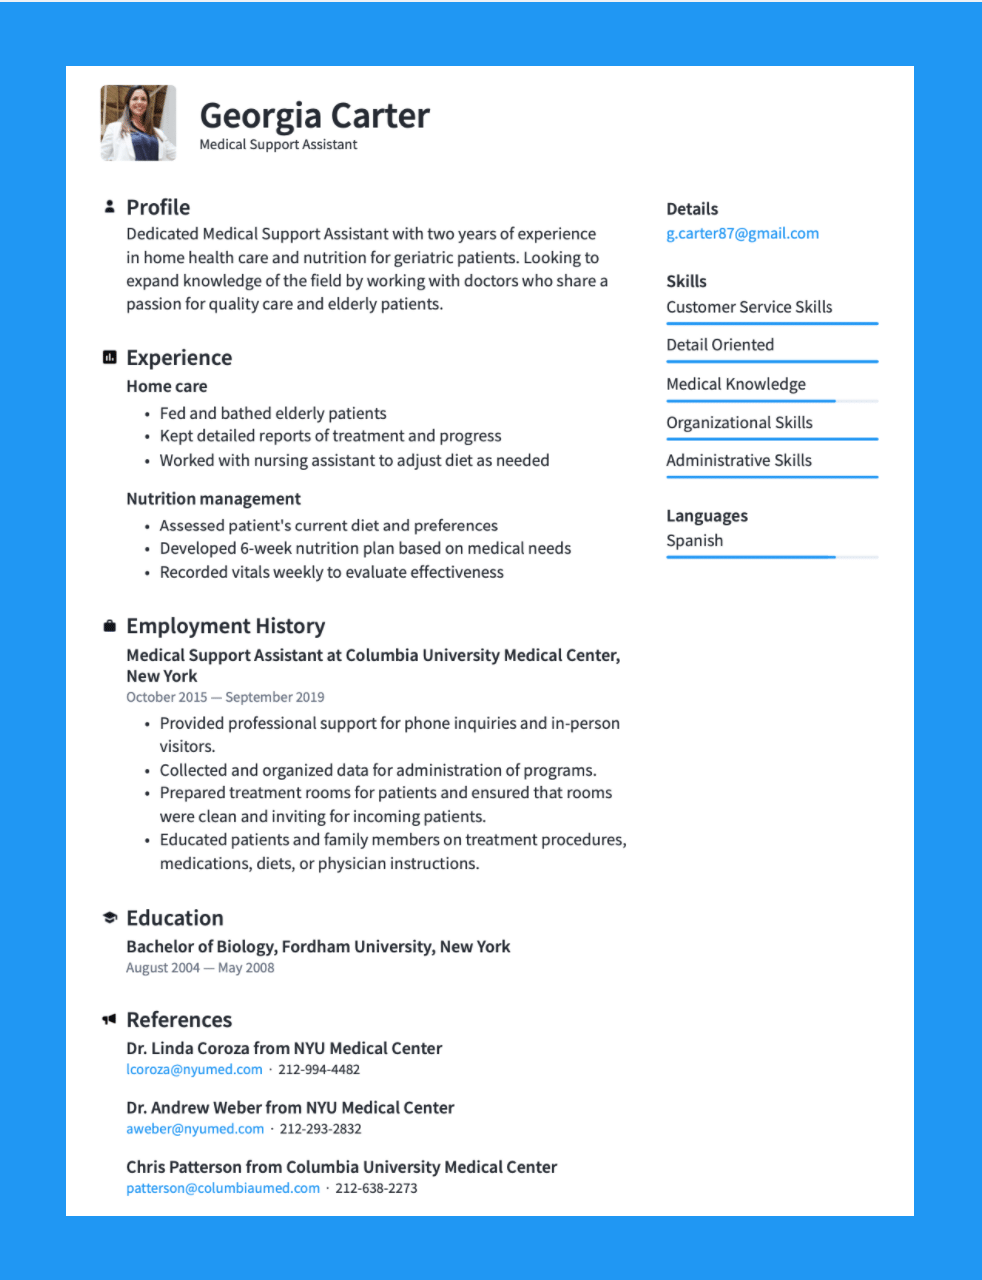 Georgia Carter
Medical Support Assistant
Profile
Dedicated Medical Support Assistant with two years of experience
in home health care and nutrition for geriatric patients. Looking to
expand knowledge of the field by working with doctors who share a
passion for quality care and elderly patients.
Experience
Home care
• Fed and bathed elderly patients
• Kept detailed reports of treatment and progress
• Worked with nursing assistant to adjust diet as needed
Nutrition management
• Assessed patient's current diet and preferences
• Developed 6-week nutrition plan based on medical needs
• Recorded vitals weekly to evaluate effectiveness
Employment History
Medical Support Assistant at Columbia University Medical Center,
New York
October 2015 — September 2019
• Provided professional support for phone inquiries and in-person
visitors.
• Collected and organized data for administration of programs.
• Prepared treatment rooms for patients and ensured that rooms
were clean and inviting for incoming patients.
• Educated patients and family members on treatment procedures,
medications, diets, or physician instructions.
Education
Bachelor of Biology, Fordham University, New York
August 2004 — May 2008
References
Dr. Linda Coroza from NYU Medical Center
lcoroza@nyumed.com · 212-994-4482
Dr. Andrew Weber from NYU Medical Center
aweber@nyumed.com · 212-293-2832
Chris Patterson from Columbia University Medical Center
patterson@columbiaumed.com · 212-638-2273
Details
g.carter87@gmail.com
Skills
Customer Service Skills
Detail Oriented
Medical Knowledge
Organizational Skills
Administrative Skills
Languages
Spanish